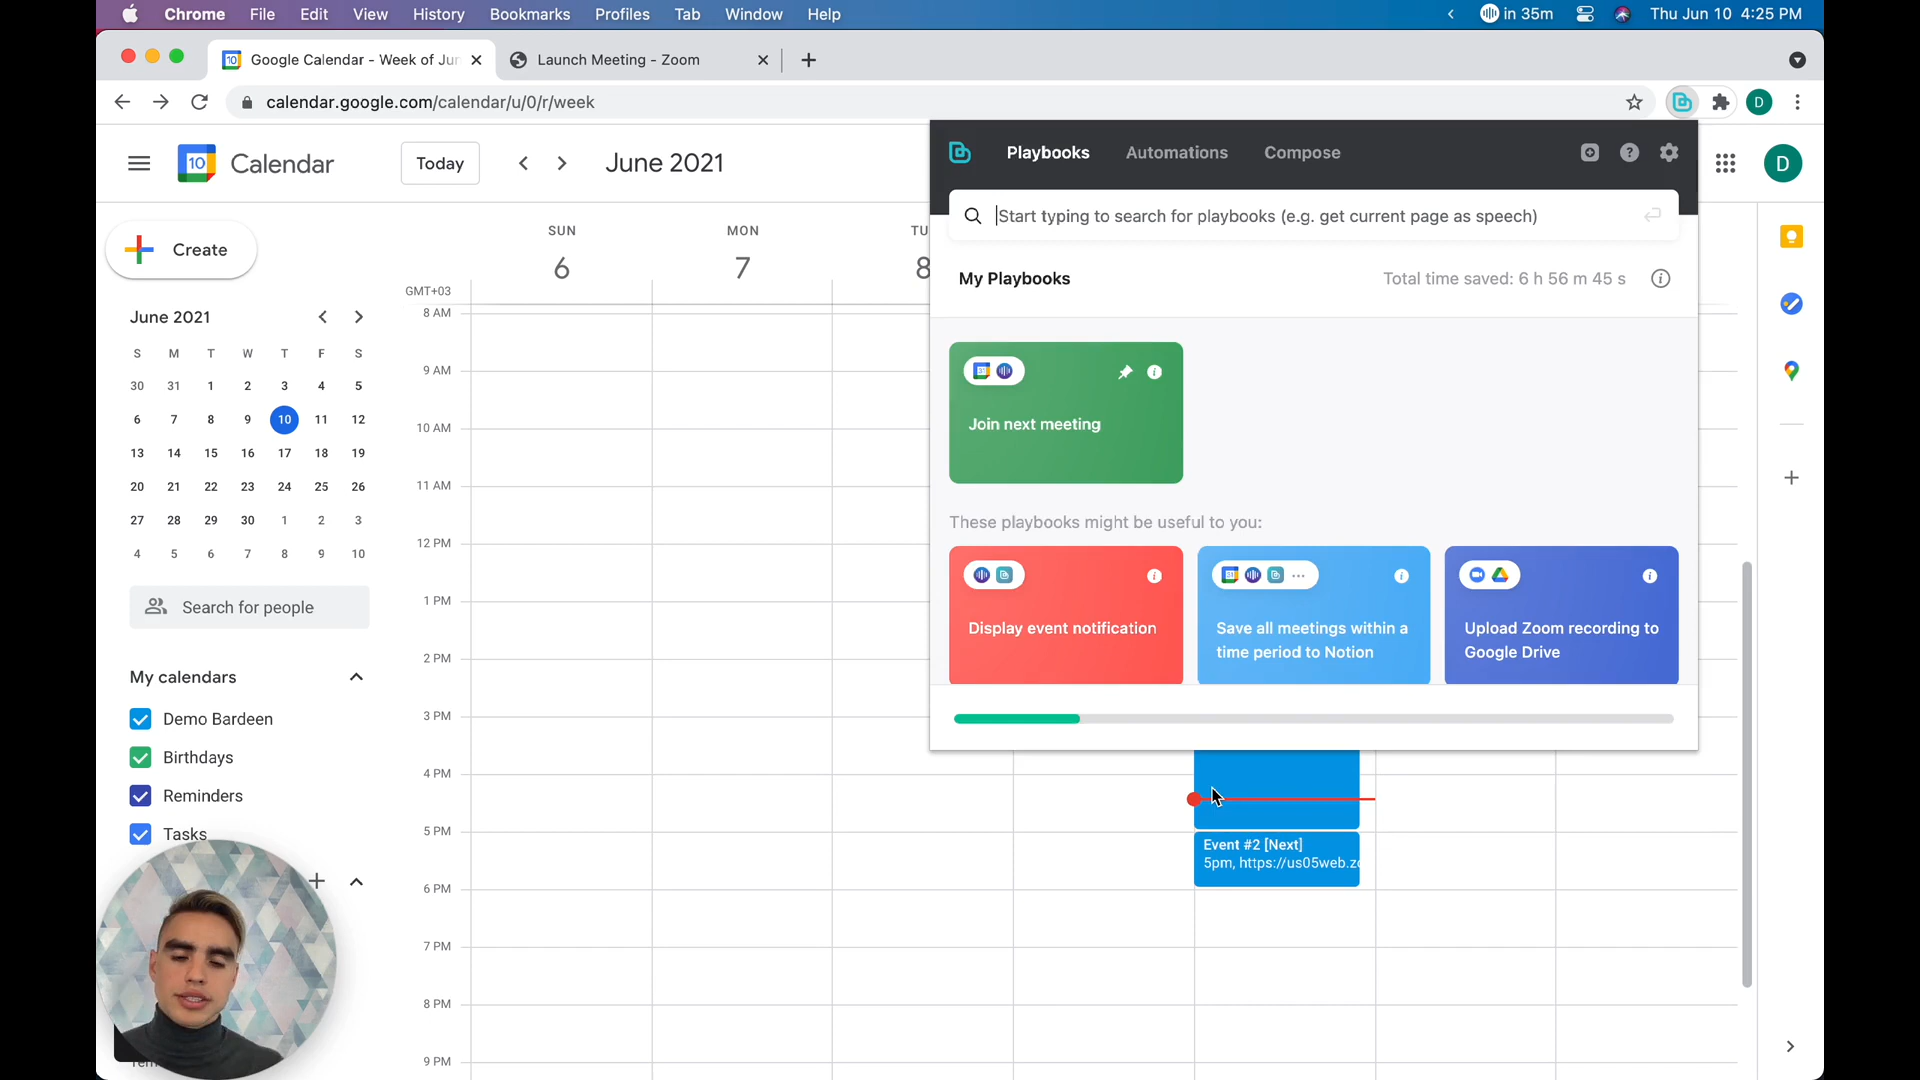 Chrome File Edit View History Bookmarks Profiles Tab Window Help
in 35m
Thu Jun 10 4:25 PM
Google Calendar - Week of Jun
Launch Meeting - Zoom
calendar.google.com/calendar/u/0/r/week
D
10 Calendar
Today
June 2021
D
Playbooks Automations Compose
Start typing to search for playbooks (e.g. get current page as speech)
My Playbooks
Total time saved: 6 h 56 m 45 s
Join next meeting
These playbooks might be useful to you:
Display event notification
Save all meetings within a
time period to Notion
Upload Zoom recording to
Google Drive
Create
SUN MON TU
6 7 8
GMT+03
June 2021
S M T W T F S
30 31 1 2 3 4 5
6 7 8 9 10 11 12
13 14 15 16 17 18 19
20 21 22 23 24 25 26
27 28 29 30 1 2 3
4 5 6 7 8 9 10
Search for people
My calendars
Demo Bardeen
Birthdays
Reminders
Tasks
8 AM
9 AM
10 AM
11 AM
12 PM
1 PM
2 PM
3 PM
4 PM
5 PM
6 PM
7 PM
8 PM
9 PM
Event #2 [Next]
5pm, https://us05web.zo